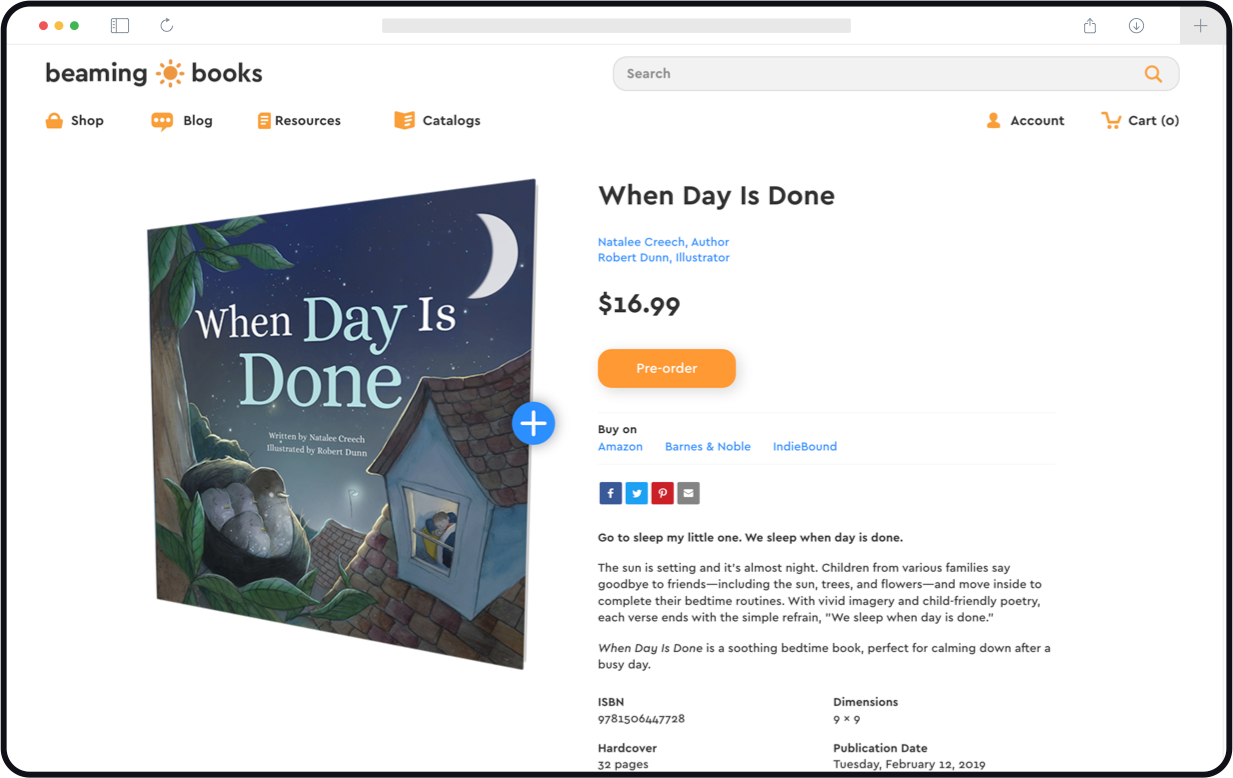 beaming books
Search
Shop
Blog
Resources
Catalogs
Account
Cart (0)
When Day Is
Done
Written by Natalee Creech
Illustrated by Robert Dunn
When Day Is Done
Natalee Creech, Author
Robert Dunn, Illustrator
$16.99
Pre-order
Buy on
Amazon
Barnes & Noble
IndieBound
Go to sleep my little one. We sleep when day is done.
The sun is setting and it's almost night. Children from various families say
goodbye to friends—including the sun, trees, and flowers—and move inside to
complete their bedtime routines. With vivid imagery and child-friendly poetry,
each verse ends with the simple refrain, "We sleep when day is done."
When Day Is Done is a soothing bedtime book, perfect for calming down after a
busy day.
ISBN
9781506447728
Dimensions
9 × 9
Hardcover
32 pages
Publication Date
Tuesday, February 12, 2019